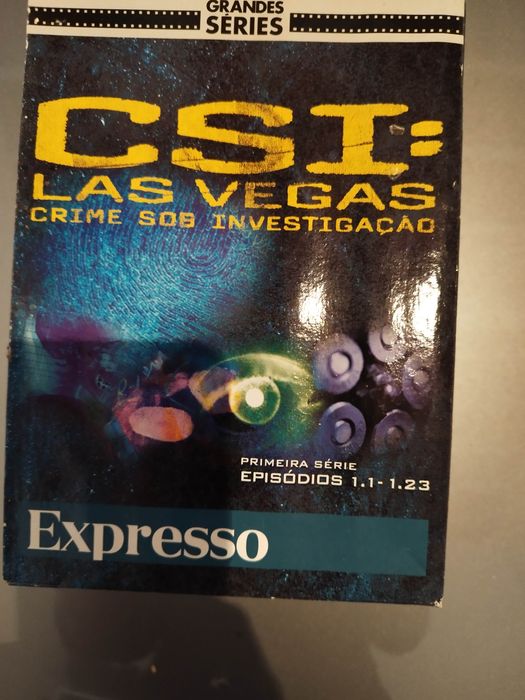 GRANDES
SÉRIES
CSI:
LAS VEGAS
CRIME SOB INVESTIGAÇÃO
PRIMEIRA SÉRIE
EPISÓDIOS 1.1-1.23
Expresso